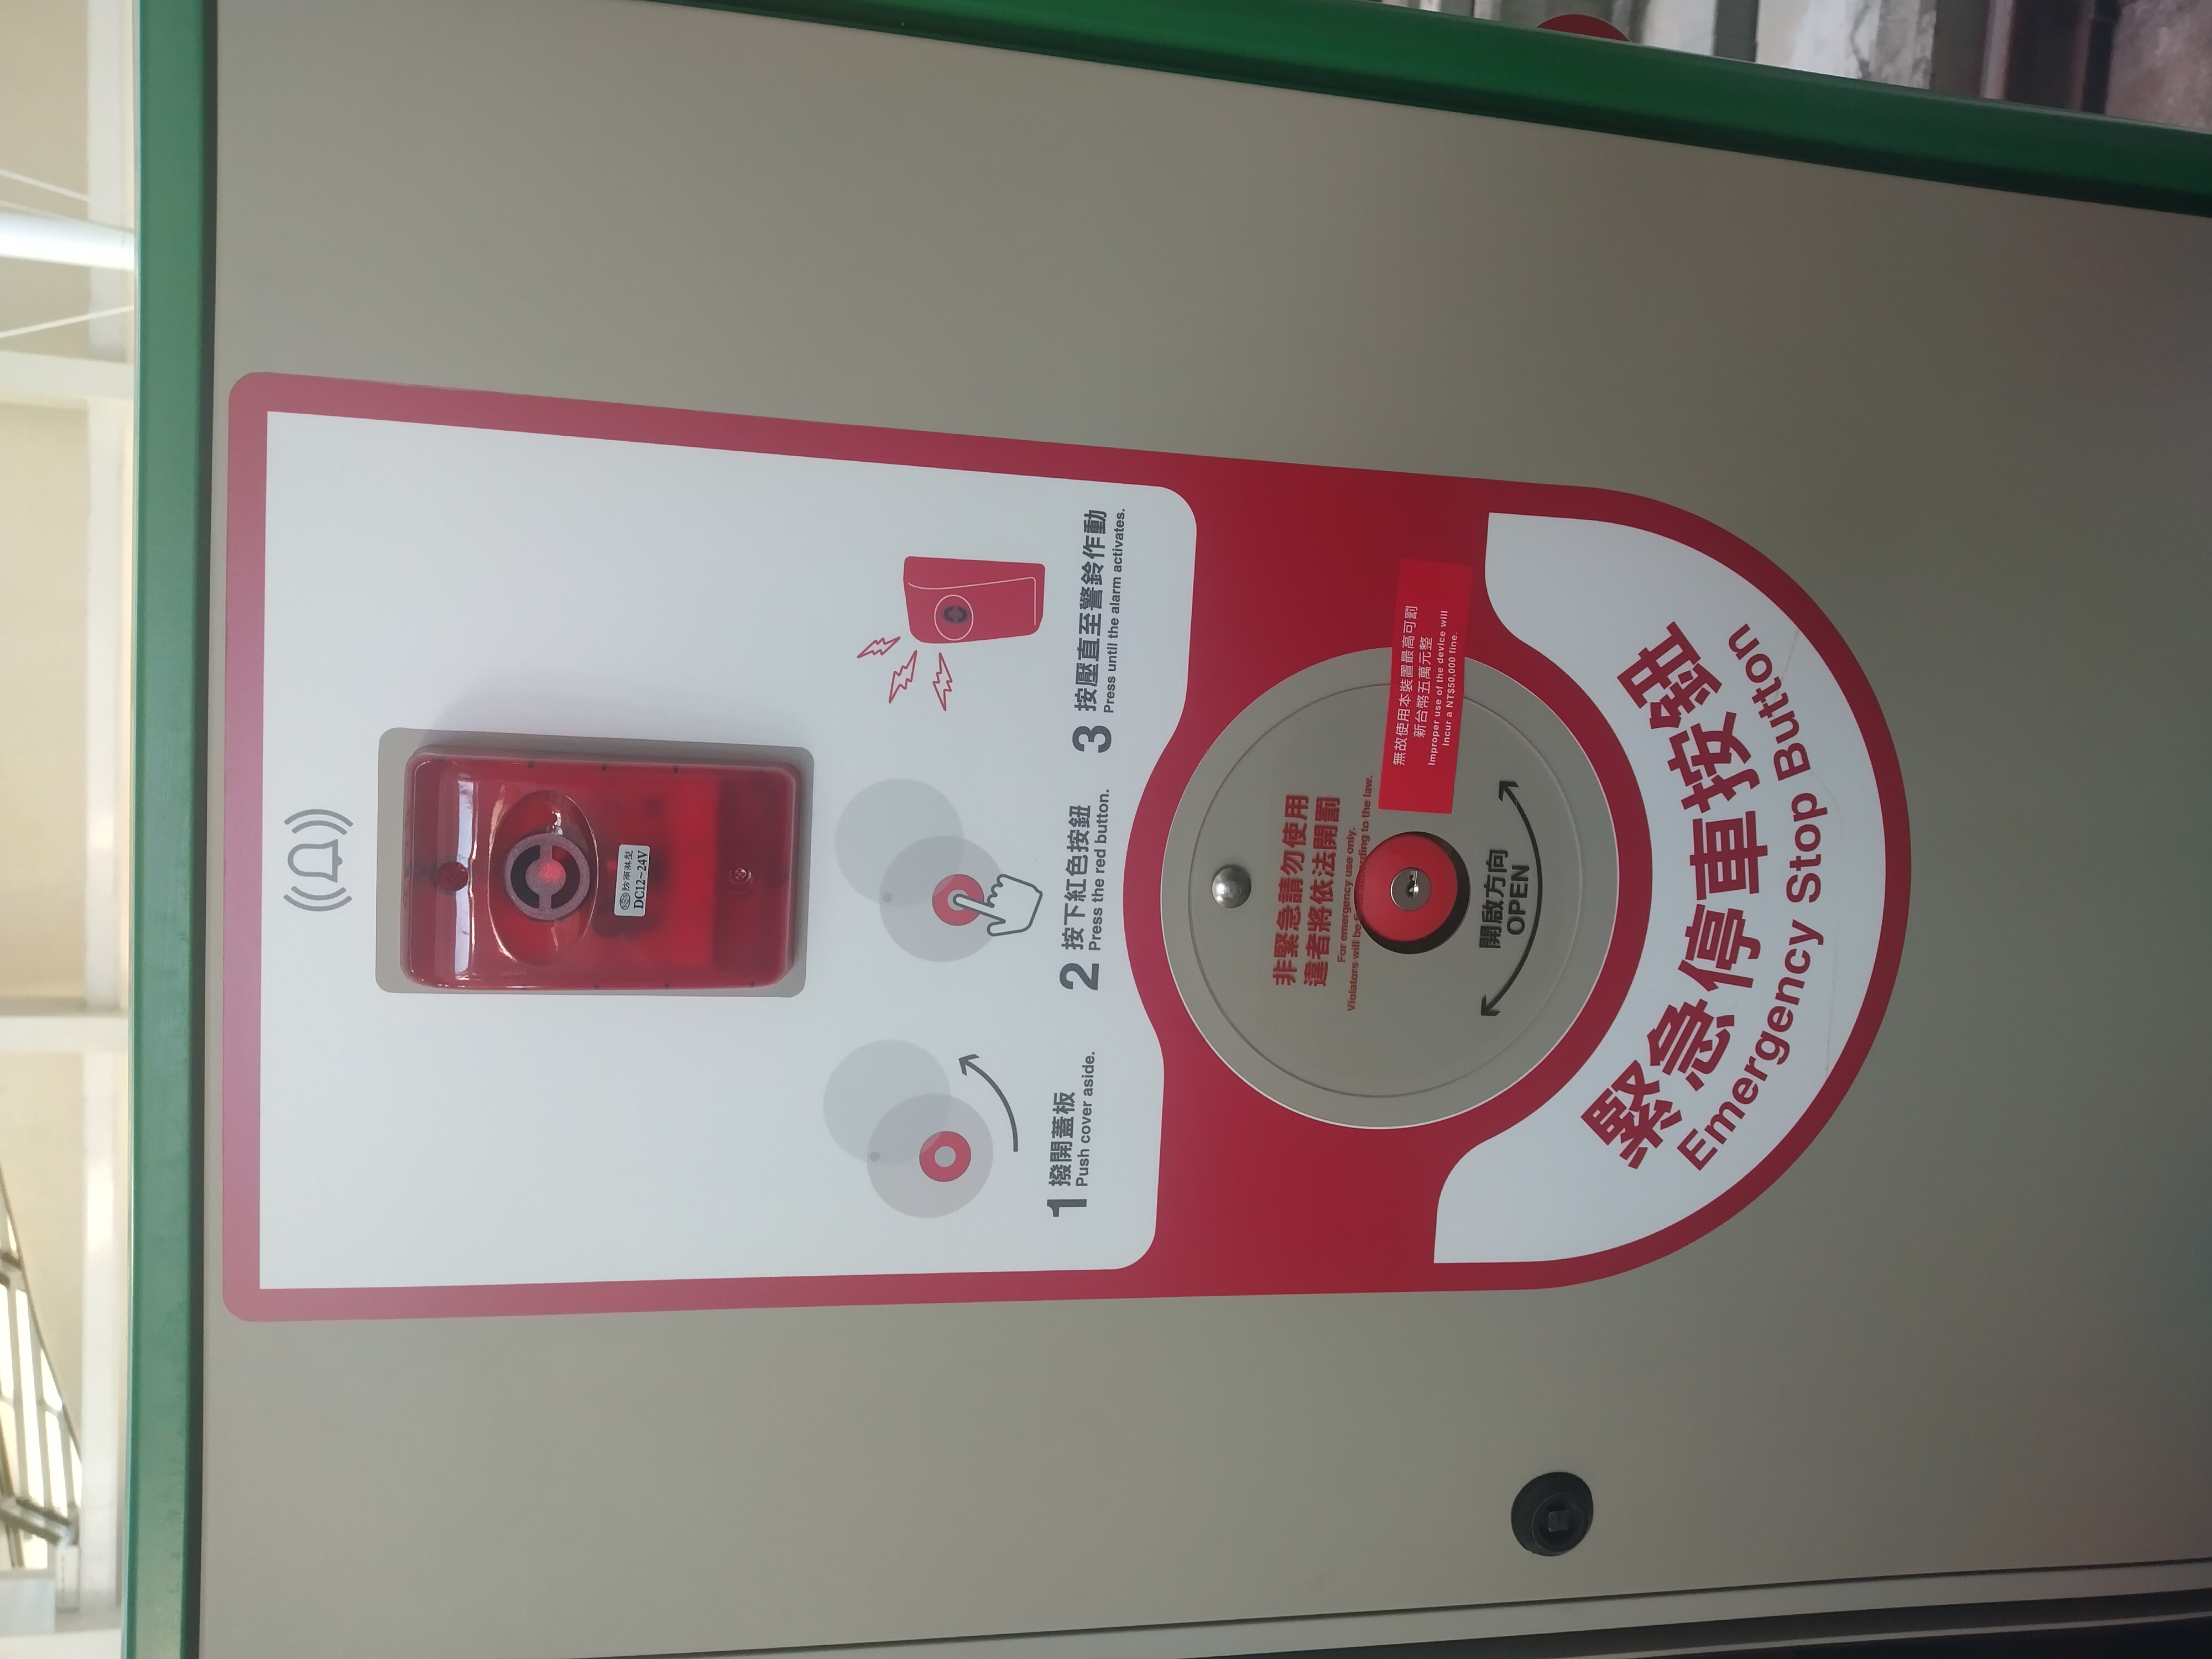 防雨淋型
DC12~24V
1 撥開蓋板
Push cover aside.
2 按下紅色按鈕
Press the red button.
3 按壓直至警鈴作動
Press until the alarm activates.
非緊急請勿使用
違者將依法開罰
For emergency use only.
Violators will be fined according to the law.
無故使用本裝置最高可罰
新台幣五萬元整
Improper use of the device will
Incur a NT$50,000 fine.
開啟方向
OPEN
緊急停車按鈕
Emergency Stop Button